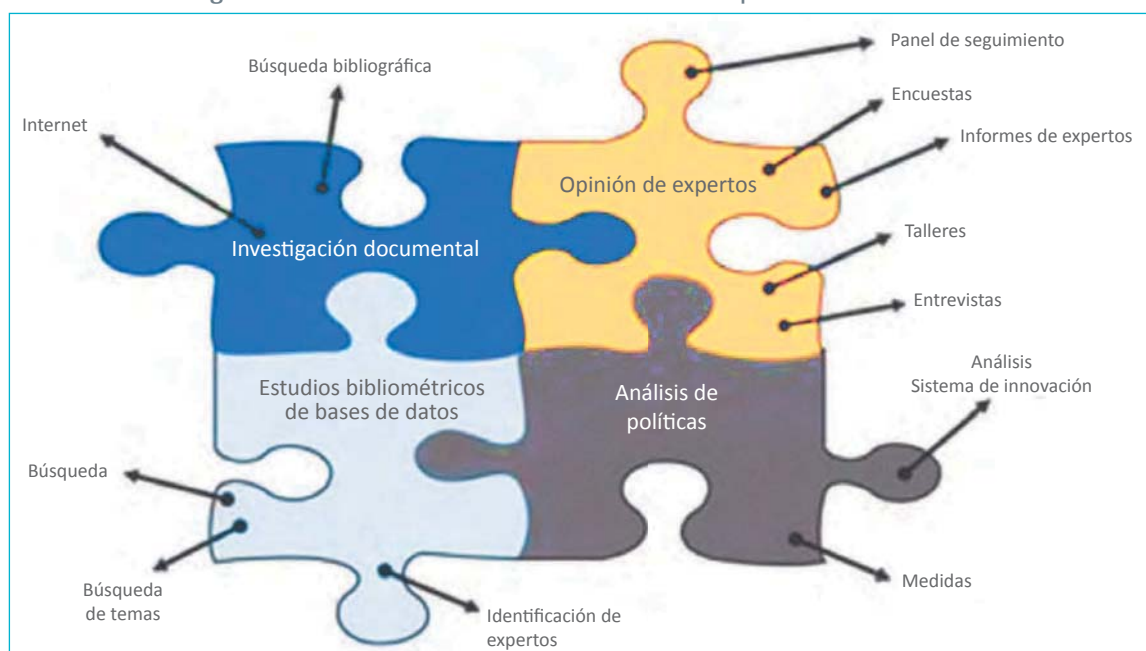 Panel de seguimiento
Búsqueda bibliográfica
Encuestas
Internet
Informes de expertos
Opinión de expertos
Talleres
Investigación documental
Entrevistas
Análisis
Sistema de innovación
Estudios bibliométricos
de bases de datos
Análisis de
políticas
Búsqueda
Búsqueda
de temas
Identificación de
expertos
Medidas